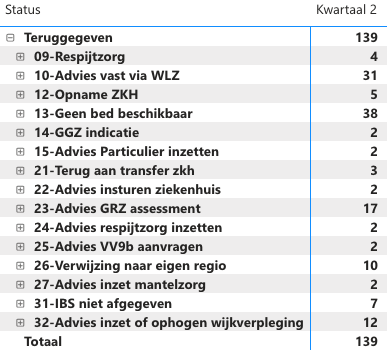 Status Kwartaal 2
Teruggegeven 139
09-Respijtzorg 4
10-Advies vast via WLZ 31
12-Opname ZKH 5
13-Geen bed beschikbaar 38
14-GGZ indicatie 2
15-Advies Particulier inzetten 2
21-Terug aan transfer zkh 3
22-Advies insturen ziekenhuis 2
23-Advies GRZ assessment 17
24-Advies respijtzorg inzetten 2
25-Advies VV9b aanvragen 2
26-Verwijzing naar eigen regio 10
27-Advies inzet mantelzorg 2
31-IBS niet afgegeven 7
32-Advies inzet of ophogen wijkverpleging 12
Totaal 139